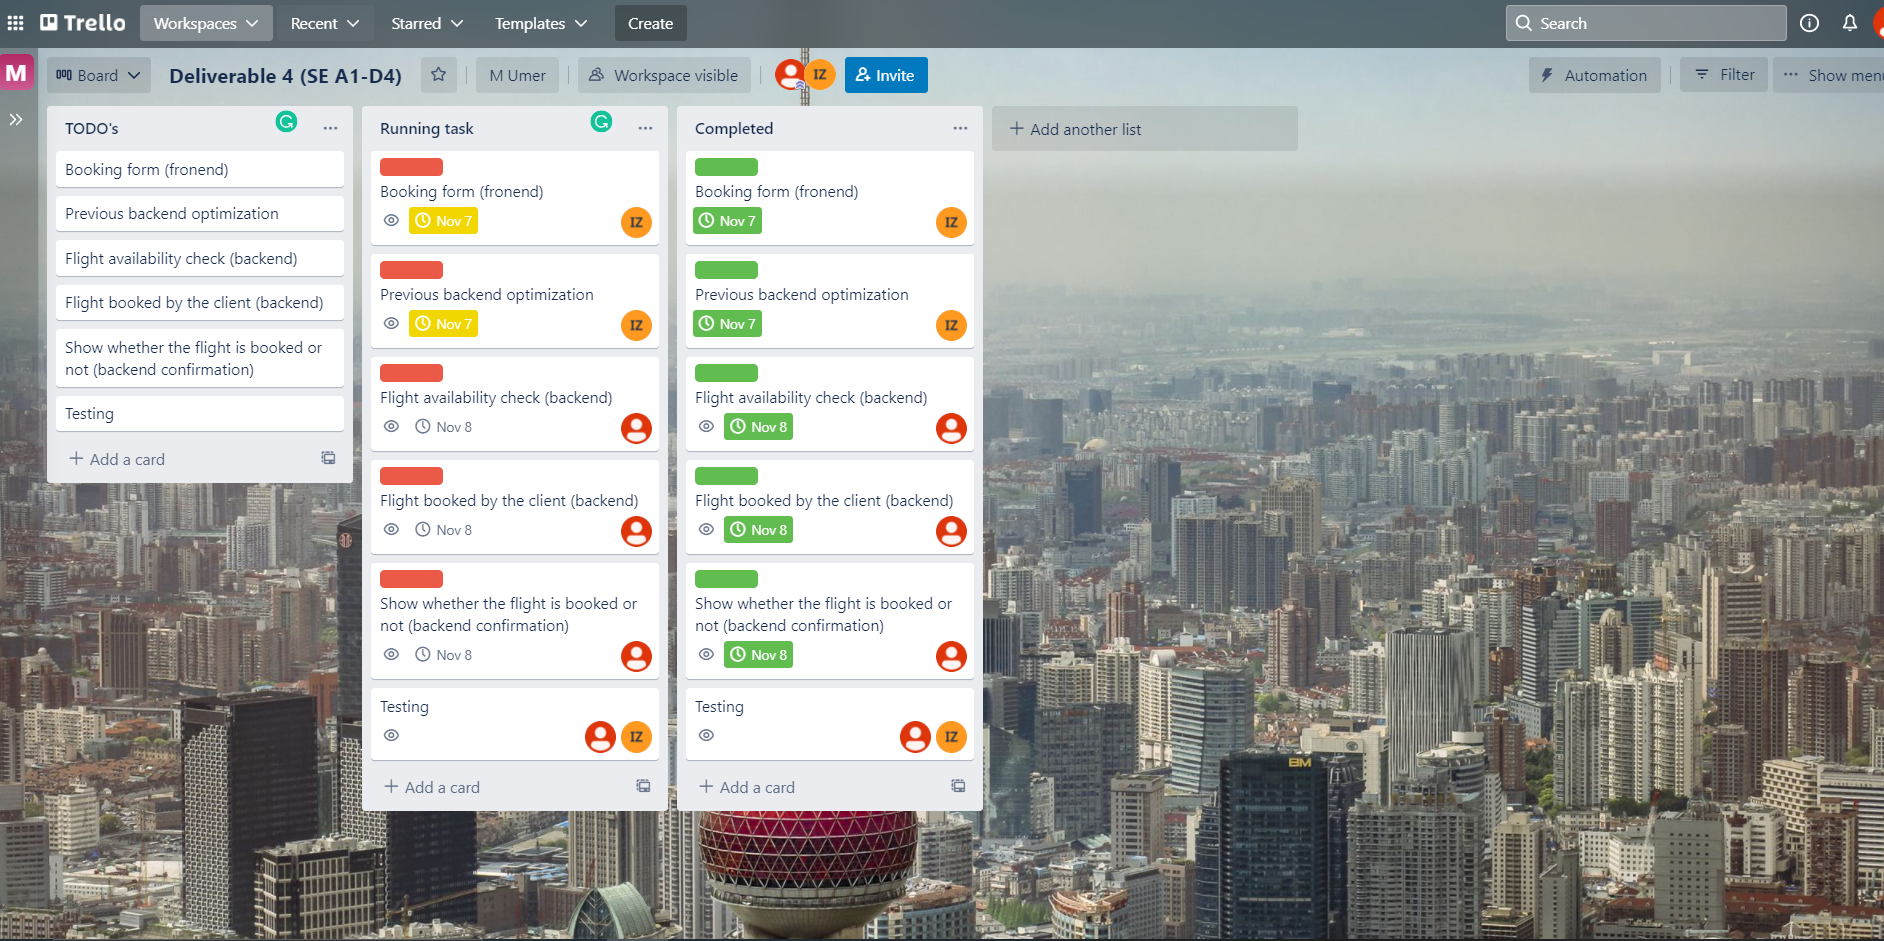 Trello
Workspaces
Recent
Starred
Templates
Create
Search
M
Board
Deliverable 4 (SE A1-D4)
M Umer
Workspace visible
IZ
Invite
Automation
Filter
Show menu
TODO's
Booking form (fronend)
Previous backend optimization
Flight availability check (backend)
Flight booked by the client (backend)
Show whether the flight is booked or
not (backend confirmation)
Testing
Add a card
Running task
Booking form (fronend)
Nov 7
IZ
Previous backend optimization
Nov 7
IZ
Flight availability check (backend)
Nov 8
Flight booked by the client (backend)
Nov 8
Show whether the flight is booked or
not (backend confirmation)
Nov 8
Testing
IZ
Add a card
Completed
Booking form (fronend)
Nov 7
IZ
Previous backend optimization
Nov 7
IZ
Flight availability check (backend)
Nov 8
Flight booked by the client (backend)
Nov 8
Show whether the flight is booked or
not (backend confirmation)
Nov 8
Testing
IZ
Add a card
Add another list